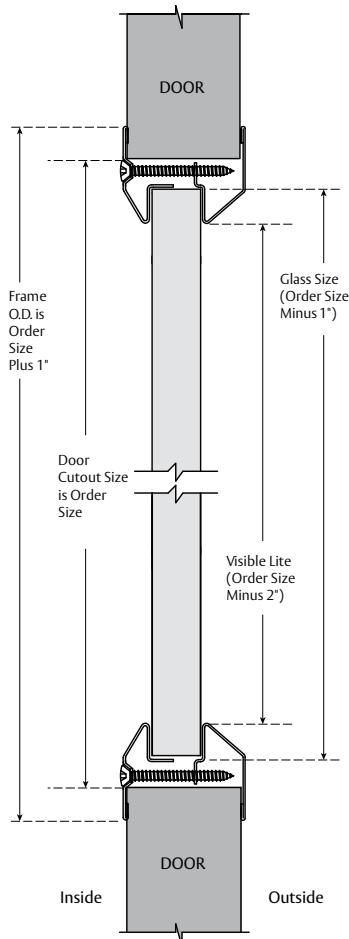 DOOR
Glass Size
(Order Size
Minus 1")
Frame
O.D. is
Order
Size
Plus 1"
Door
Cutout Size
is Order
Size
Visible Lite
(Order Size
Minus 2")
DOOR
Inside
Outside